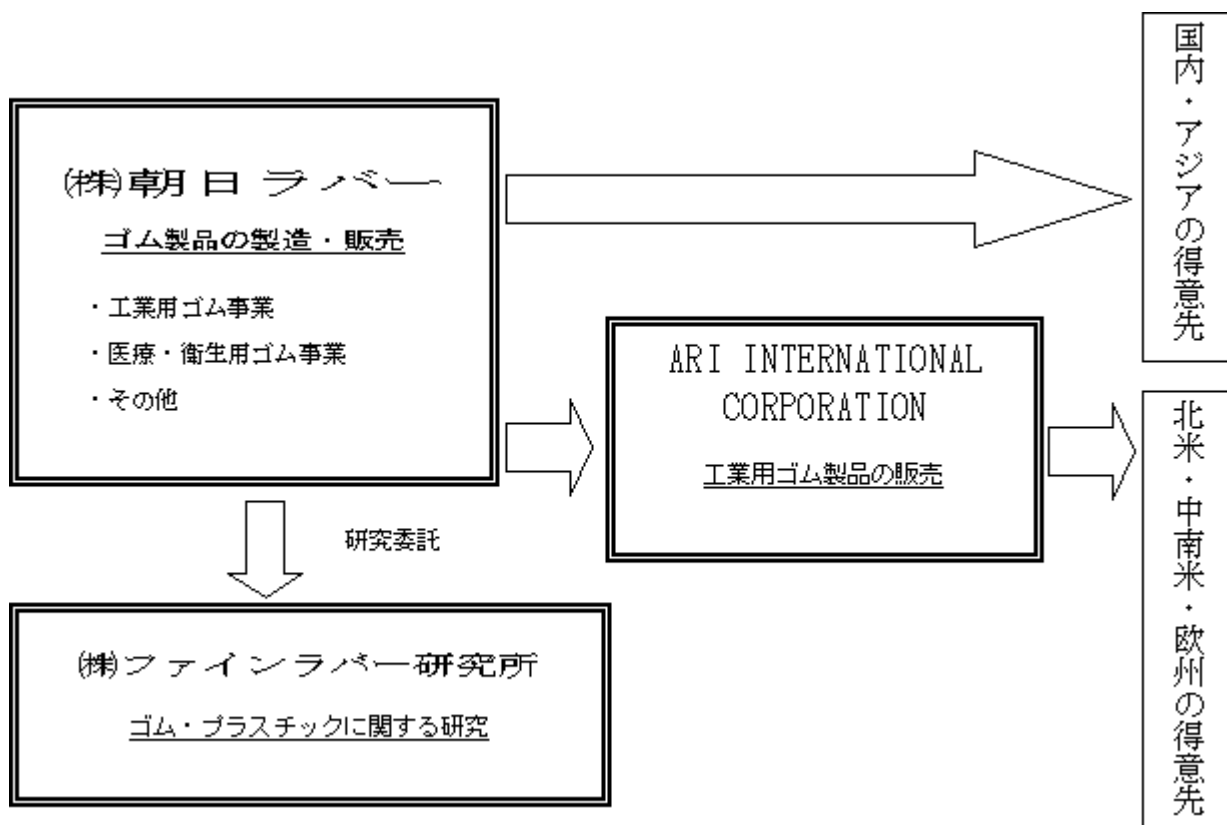 ㈱朝日ラバー
ゴム製品の製造・販売
・工業用ゴム事業
・医療・衛生用ゴム事業
・その他
ARI INTERNATIONAL
CORPORATION
工業用ゴム製品の販売
研究委託
㈱ファインラバー研究所
ゴム・プラスチックに関する研究
国内・アジアの得意先
北米・中南米・欧州の得意先